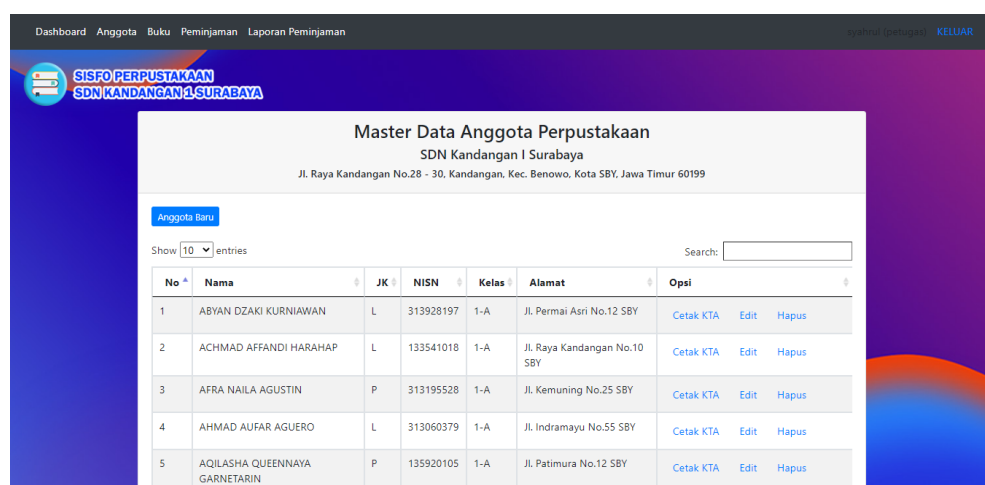 Dashboard Anggota Buku Peminjaman Laporan Peminjaman syahrul (petugas) KELUAR
SISFO PERPUSTAKAAN
SDN KANDANGAN 1 SURABAYA
Master Data Anggota Perpustakaan
SDN Kandangan I Surabaya
Jl. Raya Kandangan No.28 - 30, Kandangan, Kec. Benowo, Kota SBY, Jawa Timur 60199
Anggota Baru
Show 10 entries Search:
No Nama JK NISN Kelas Alamat Opsi
1 ABYAN DZAKI KURNIAWAN L 313928197 1-A Jl. Permai Asri No.12 SBY Cetak KTA Edit Hapus
2 ACHMAD AFFANDI HARAHAP L 133541018 1-A Jl. Raya Kandangan No.10 Cetak KTA Edit Hapus
SBY
3 AFRA NAILA AGUSTIN P 313195528 1-A Jl. Kemuning No.25 SBY Cetak KTA Edit Hapus
4 AHMAD AUFAR AGUERO L 313060379 1-A Jl. Indramayu No.55 SBY Cetak KTA Edit Hapus
5 AQILASHA QUEENNAYA P 135920105 1-A Jl. Patimura No.12 SBY Cetak KTA Edit Hapus
GARNETARIN